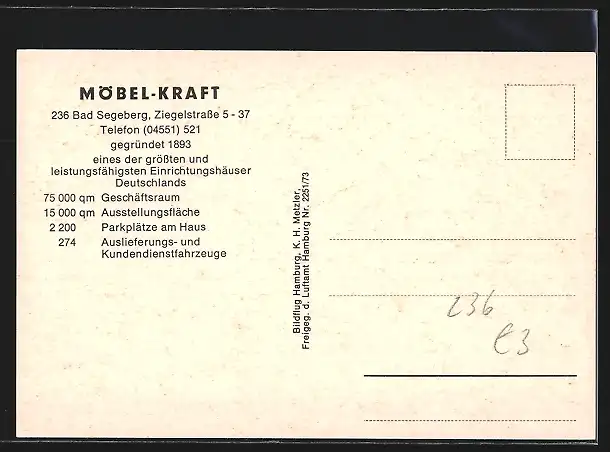 MÖBEL-KRAFT
236 Bad Segeberg, Ziegelstraße 5 - 37
Telefon (04551) 521
gegründet 1893
eines der größten und
leistungsfähigsten Einrichtungshäuser
Deutschlands
75 000 qm Geschäftsraum
15 000 qm Ausstellungsfläche
2 200 Parkplätze am Haus
274 Auslieferungs- und
Kundendienstfahrzeuge
Bildflug Hamburg, K. H. Metzler,
Freigeg. d. Luftamt Hamburg Nr. 2251/73
236
€3